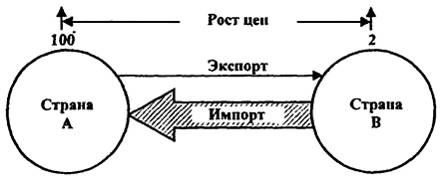 Рост цен
100 2
Экспорт
Страна
А
Импорт
Страна
В